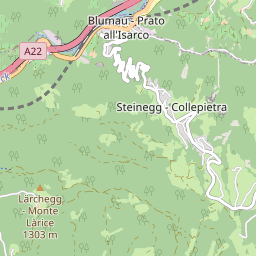 Blumau - Prato
all'Isarco
A22
Steinegg - Collepietra
Larchegg
- Monte
Larice
1303 m